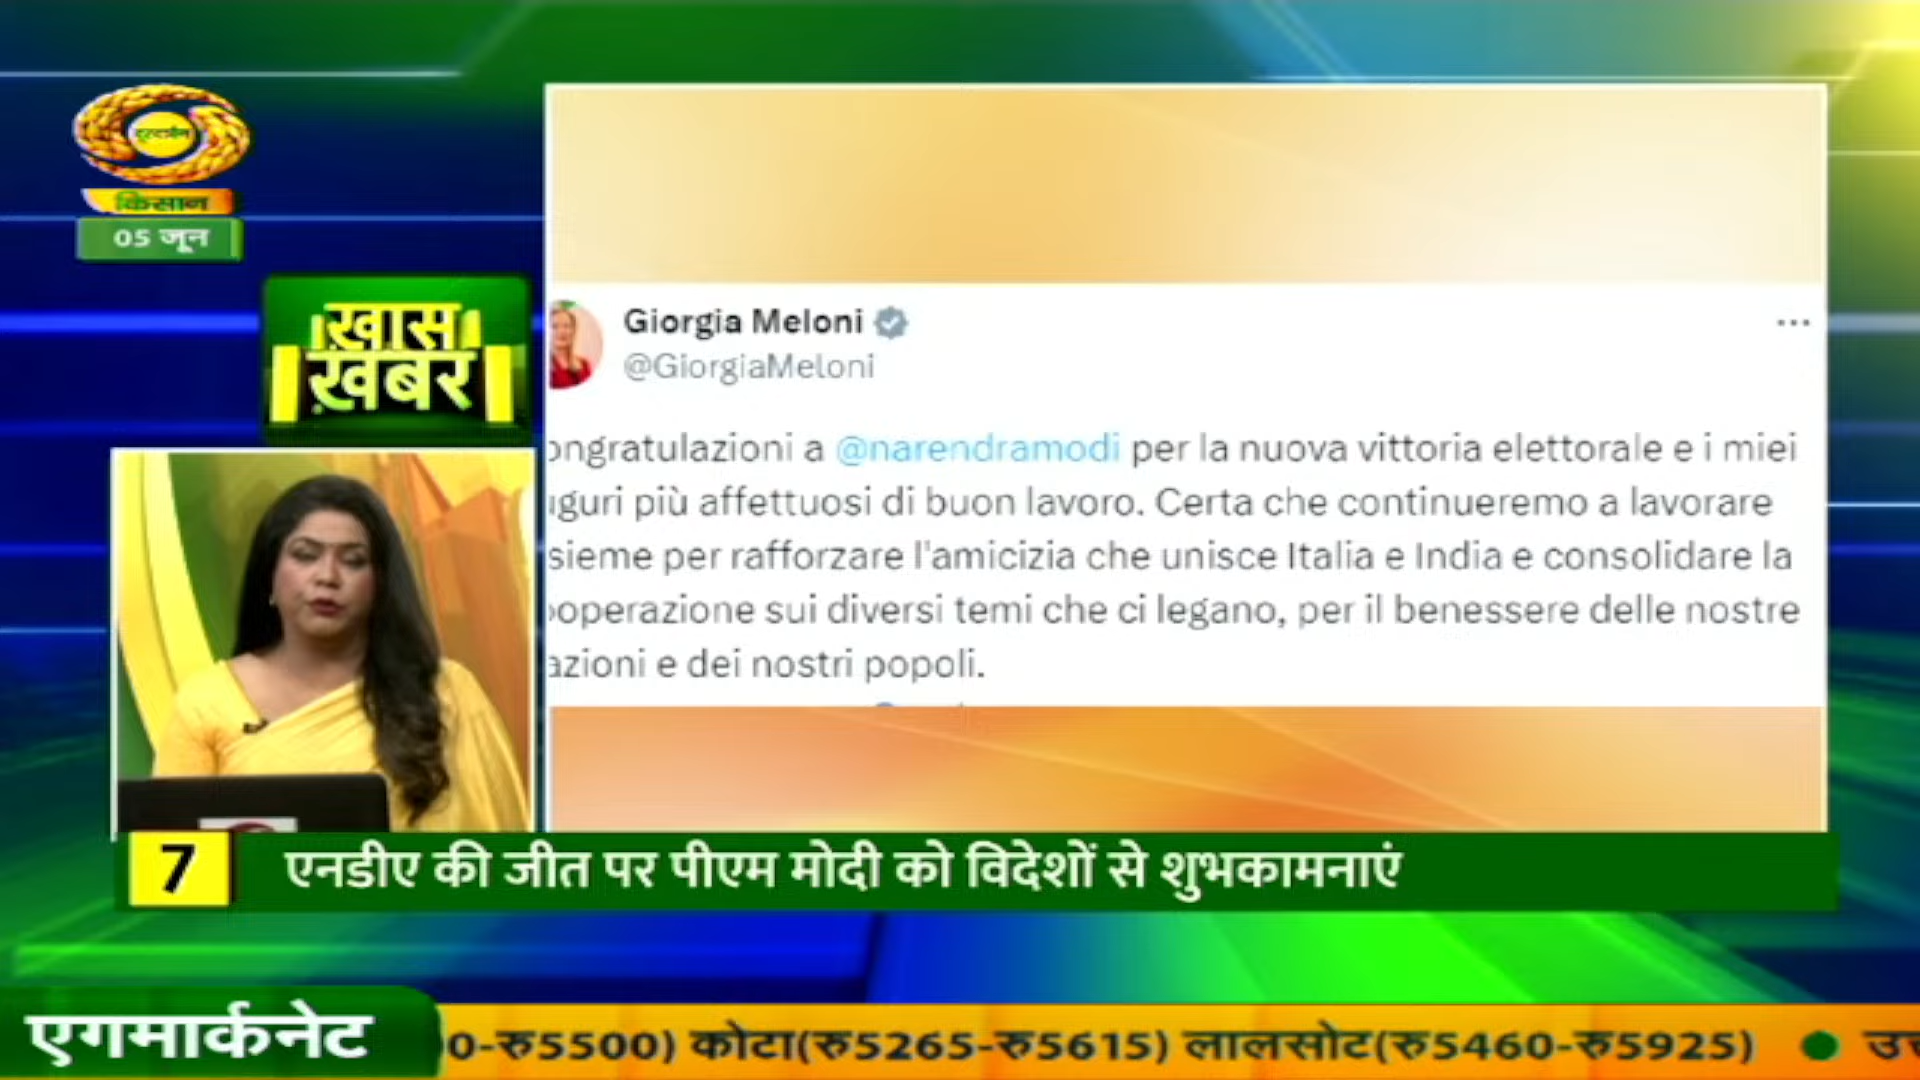 दूरदर्शन
किसान
05 जून
ख़ास
ख़बर
Giorgia Meloni
@GiorgiaMeloni
ongratulazioni a @narendramodi per la nuova vittoria elettorale e i miei
uguri più affettuosi di buon lavoro. Certa che continueremo a lavorare
sieme per rafforzare l'amicizia che unisce Italia e India e consolidare la
ooperazione sui diversi temi che ci legano, per il benessere delle nostre
azioni e dei nostri popoli.
7 एनडीए की जीत पर पीएम मोदी को विदेशों से शुभकामनाएं
एगमार्कनेट 0-रु5500) कोटा(रु5265-रु5615) लालसोट(रु5460-रु5925)